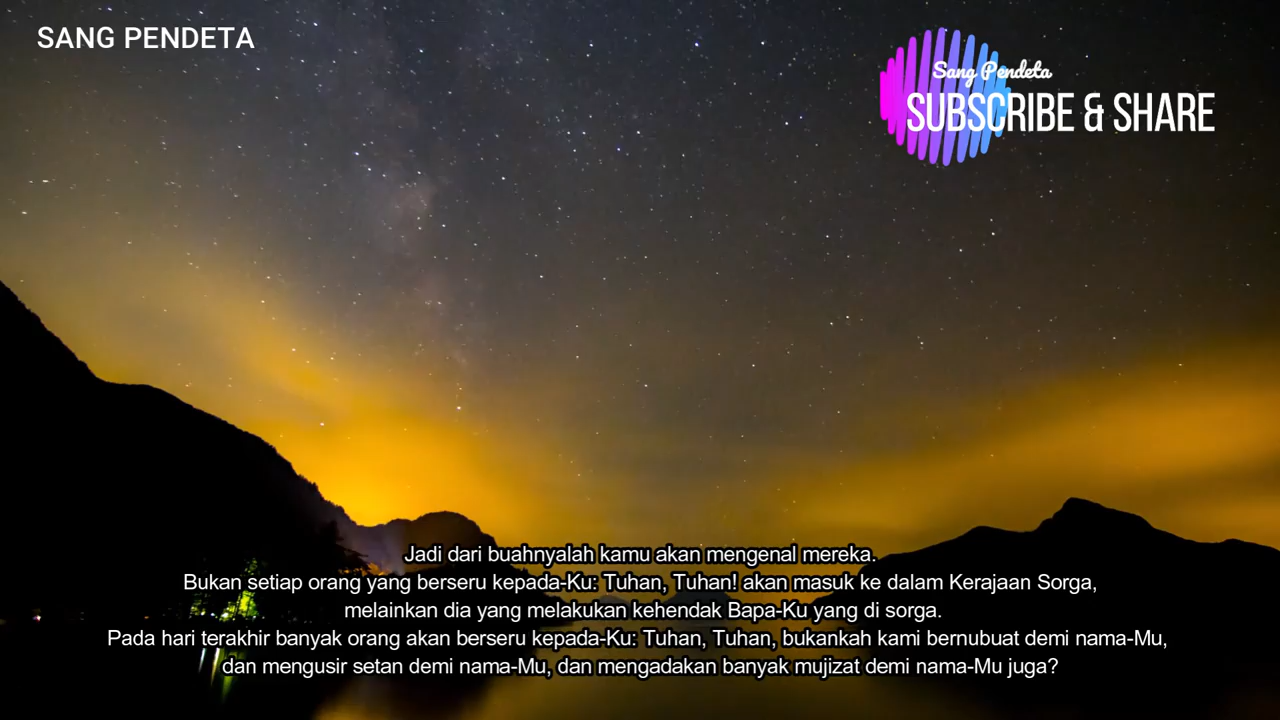 SANG PENDETA
Sang Pendeta
SUBSCRIBE & SHARE
Jadi dari buahnyalah kamu akan mengenal mereka.
Bukan setiap orang yang berseru kepada-Ku: Tuhan, Tuhan! akan masuk ke dalam Kerajaan Sorga,
melainkan dia yang melakukan kehendak Bapa-Ku yang di sorga.
Pada hari terakhir banyak orang akan berseru kepada-Ku: Tuhan, Tuhan, bukankah kami bernubuat demi nama-Mu,
dan mengusir setan demi nama-Mu, dan mengadakan banyak mujizat demi nama-Mu juga?